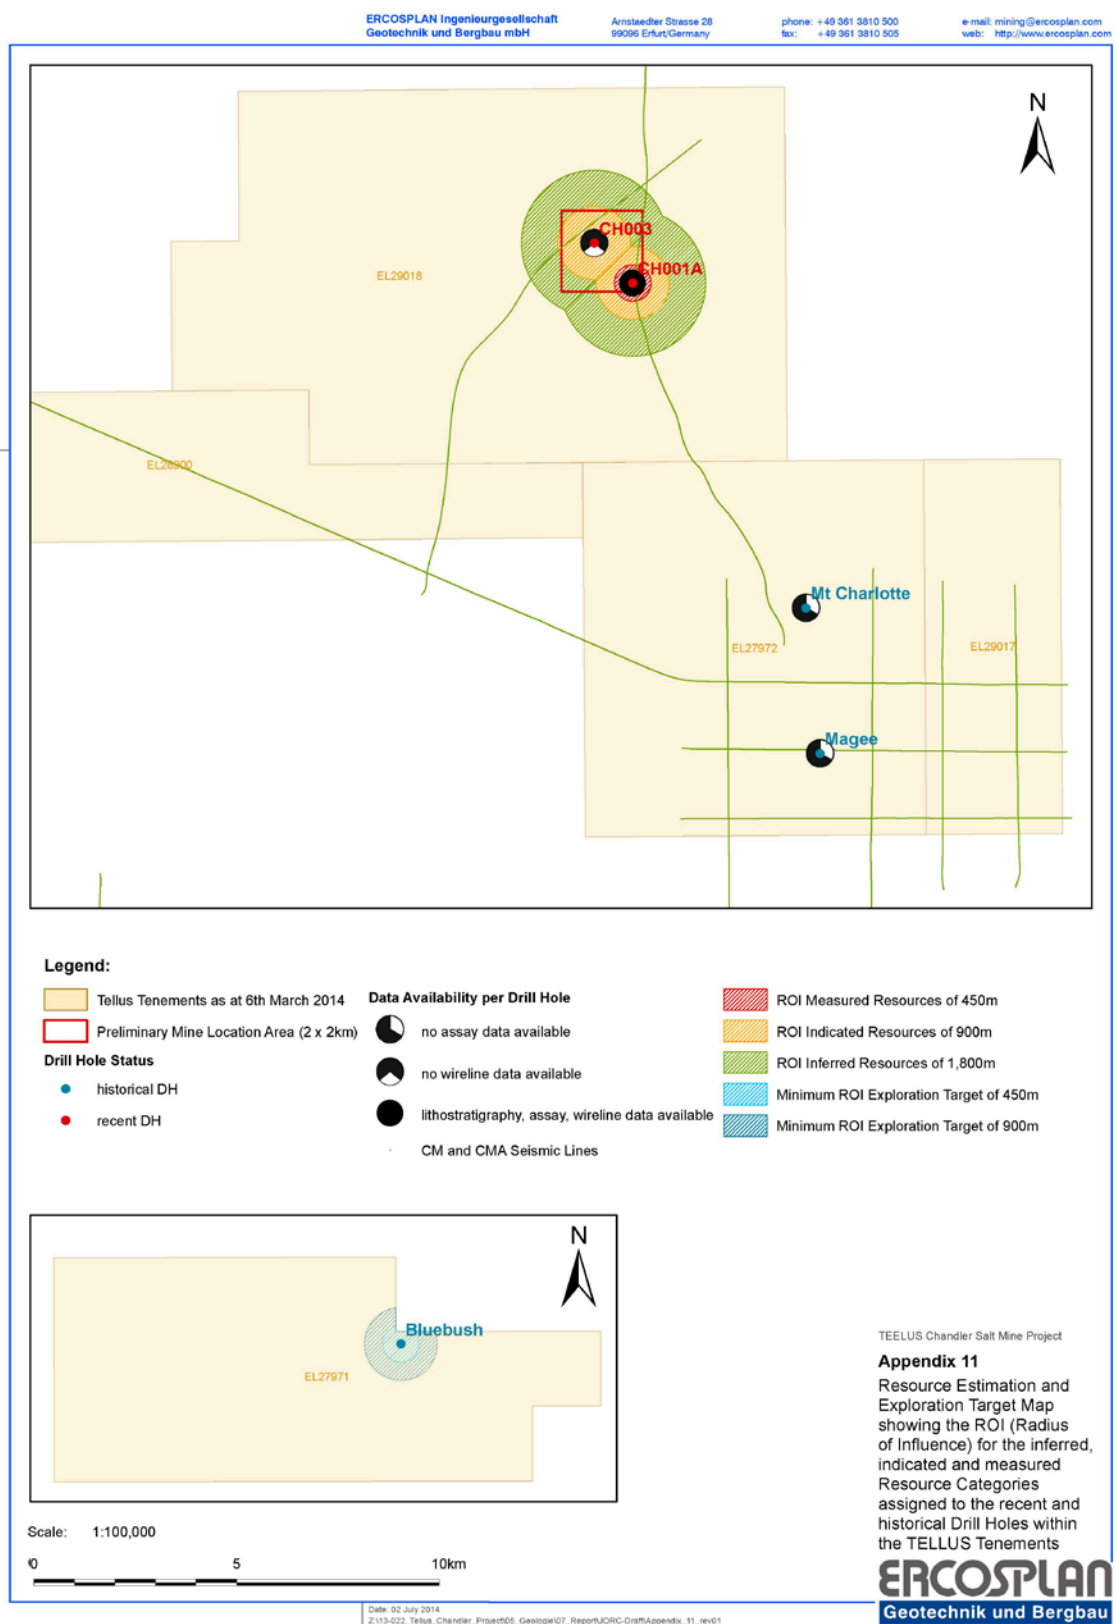 ERCOSPLAN Ingenieurgesellschaft
Geotechnik und Bergbau mbH
Arnstaedter Strasse 28
99096 Erfurt/Germany
phone: +49 361 3810 500
fax: +49 361 3810 505
e-mail: mining@ercosplan.com
web: http://www.ercosplan.com
N
CH003
CH001A
EL29018
EL28900
Mt Charlotte
EL27972
EL29017
Magee
Legend:
Tellus Tenements as at 6th March 2014
Preliminary Mine Location Area (2 x 2km)
Drill Hole Status
historical DH
recent DH
Data Availability per Drill Hole
no assay data available
no wireline data available
lithostratigraphy, assay, wireline data available
CM and CMA Seismic Lines
ROI Measured Resources of 450m
ROI Indicated Resources of 900m
ROI Inferred Resources of 1,800m
Minimum ROI Exploration Target of 450m
Minimum ROI Exploration Target of 900m
N
Bluebush
EL27971
TEELUS Chandler Salt Mine Project
Appendix 11
Resource Estimation and
Exploration Target Map
showing the ROI (Radius
of Influence) for the inferred,
indicated and measured
Resource Categories
assigned to the recent and
historical Drill Holes within
the TELLUS Tenements
Scale: 1:100,000
0 5 10km
ERCOSPLAN
Geotechnik und Bergbau
Date: 02 July 2014
Z:\13-022_Tellus_Chandler_Project\05_Geologie\07_Report\JORC-Draft\Appendix_11_rev01